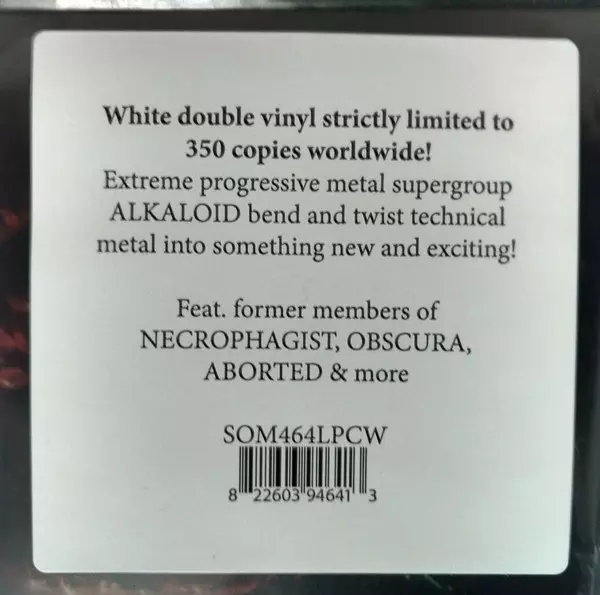 White double vinyl strictly limited to
350 copies worldwide!
Extreme progressive metal supergroup
ALKALOID bend and twist technical
metal into something new and exciting!
Feat. former members of
NECROPHAGIST, OBSCURA,
ABORTED & more
SOM464LPCW
8 22603 94641 3